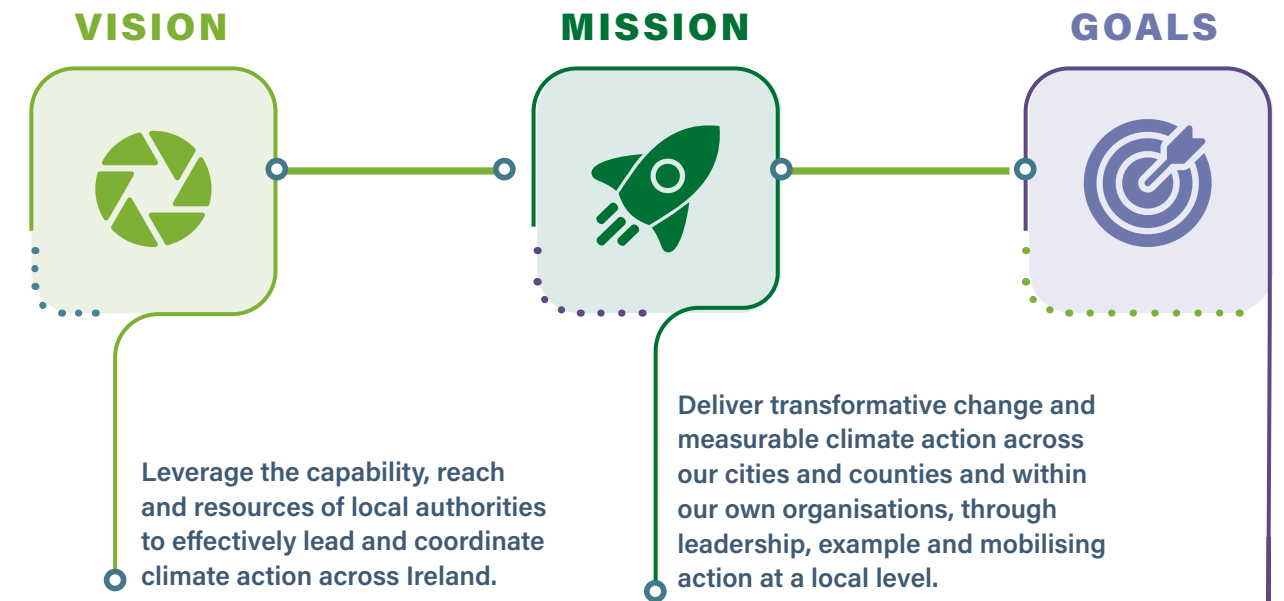 VISION
MISSION
GOALS
Leverage the capability, reach
and resources of local authorities
to effectively lead and coordinate
climate action across Ireland.
Deliver transformative change and
measurable climate action across
our cities and counties and within
our own organisations, through
leadership, example and mobilising
action at a local level.